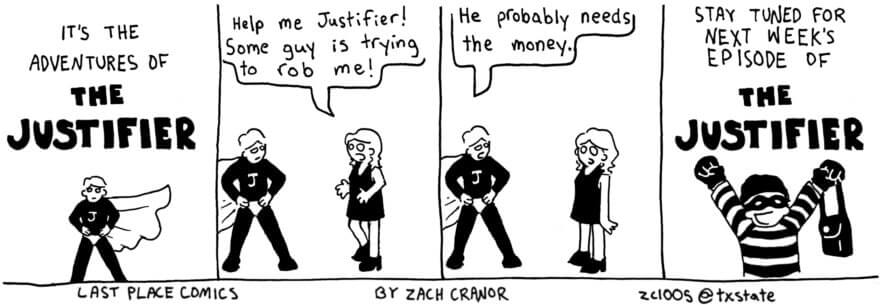 IT'S THE
ADVENTURES OF
THE
JUSTIFIER
J
Help me Justifier!
Some guy is trying
to rob me!
J
He probably needs
the money.
J
STAY TUNED FOR
NEXT WEEK'S
EPISODE OF
THE
JUSTIFIER
LAST PLACE COMICS
BY ZACH CRANOR
zc1005@txstate